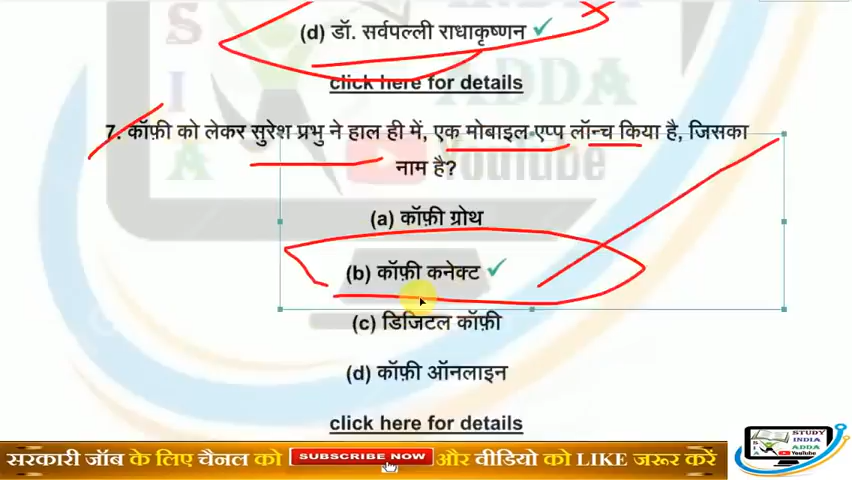 (d) डॉ. सर्वपल्ली राधाकृष्णन
click here for details
7. कॉफ़ी को लेकर सुरेश प्रभु ने हाल ही में, एक मोबाइल एप्प लॉन्च किया है, जिसका
नाम है?
(a) कॉफ़ी ग्रोथ
(b) कॉफ़ी कनेक्ट
(c) डिजिटल कॉफ़ी
(d) कॉफ़ी ऑनलाइन
click here for details
सरकारी जॉब के लिए चैनल को SUBSCRIBE NOW और वीडियो को LIKE जरूर करें
STUDY
INDIA
ADDA
YouTube